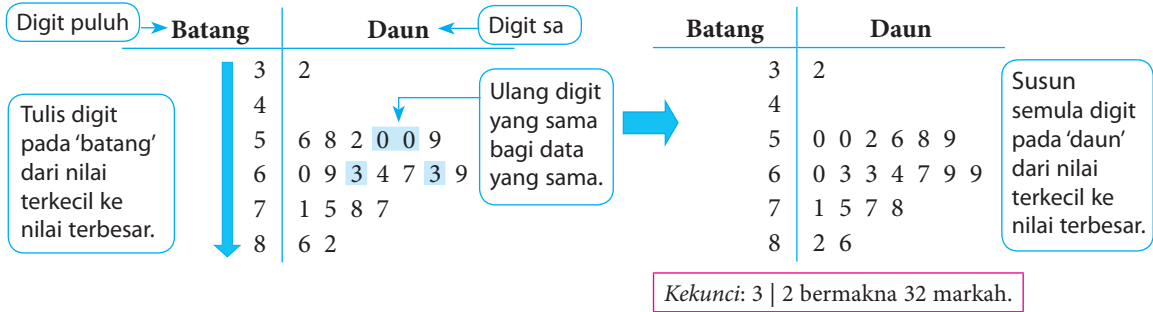 Digit puluh
Batang
Daun
Digit sa
3 2
4
5 6 8 2 0 0 9
6 0 9 3 4 7 3 9
7 1 5 8 7
8 6 2
Tulis digit
pada ‘batang’
dari nilai
terkecil ke
nilai terbesar.
Ulang digit
yang sama
bagi data
yang sama.
Batang
Daun
3 2
4
5 0 0 2 6 8 9
6 0 3 3 4 7 9 9
7 1 5 7 8
8 2 6
Susun
semula digit
pada ‘daun’
dari nilai
terkecil ke
nilai terbesar.
Kekunci: 3 | 2 bermakna 32 markah.